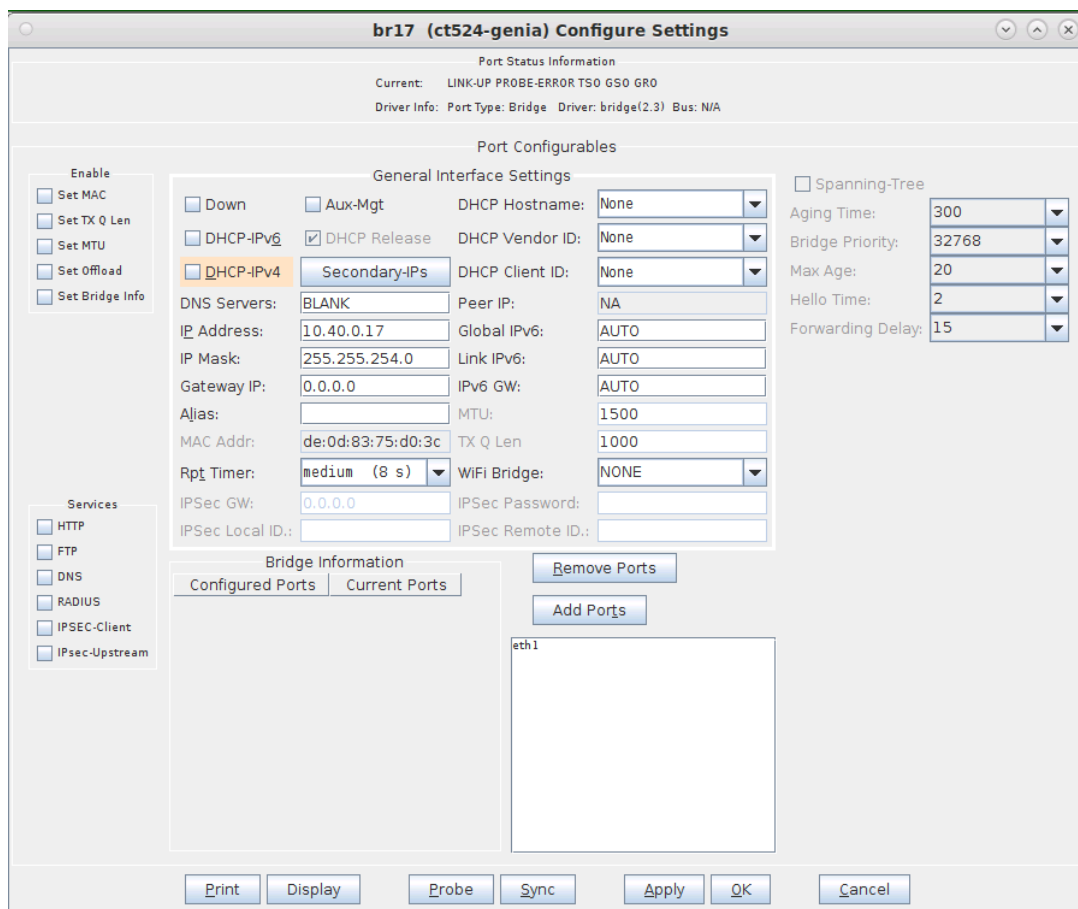 br17 (ct524-genia) Configure Settings
Port Status Information
Current: LINK-UP PROBE-ERROR TSO GSO GRO
Driver Info: Port Type: Bridge Driver: bridge(2.3) Bus: N/A
Port Configurables
Enable
Set MAC
Set TX Q Len
Set MTU
Set Offload
Set Bridge Info
General Interface Settings
Down Aux-Mgt DHCP Hostname: None
DHCP-IPv6 DHCP Release DHCP Vendor ID: None
DHCP-IPv4 Secondary-IPs DHCP Client ID: None
DNS Servers: BLANK Peer IP: NA
IP Address: 10.40.0.17 Global IPv6: AUTO
IP Mask: 255.255.254.0 Link IPv6: AUTO
Gateway IP: 0.0.0.0 IPv6 GW: AUTO
Alias: MTU: 1500
MAC Addr: de:0d:83:75:d0:3c TX Q Len 1000
Rpt Timer: medium (8 s) WiFi Bridge: NONE
IPSec GW: 0.0.0.0 IPSec Password:
IPSec Local ID.: IPSec Remote ID.:
Spanning-Tree
Aging Time: 300
Bridge Priority: 32768
Max Age: 20
Hello Time: 2
Forwarding Delay: 15
Services
HTTP
FTP
DNS
RADIUS
IPSEC-Client
IPsec-Upstream
Bridge Information
Configured Ports Current Ports
Remove Ports
Add Ports
eth1
Print Display Probe Sync Apply OK Cancel